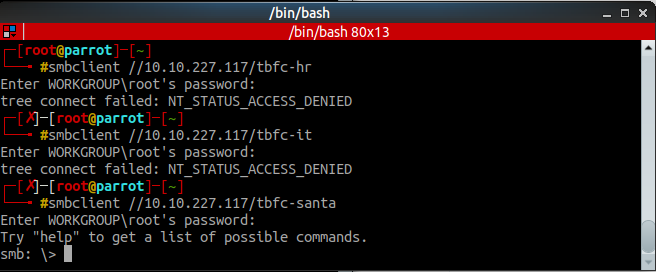 /bin/bash
/bin/bash 80x13
┌─[root@parrot]─[~]
└──╼ #smbclient //10.10.227.117/tbfc-hr
Enter WORKGROUP\root's password:
tree connect failed: NT_STATUS_ACCESS_DENIED
┌─[✗]─[root@parrot]─[~]
└──╼ #smbclient //10.10.227.117/tbfc-it
Enter WORKGROUP\root's password:
tree connect failed: NT_STATUS_ACCESS_DENIED
┌─[✗]─[root@parrot]─[~]
└──╼ #smbclient //10.10.227.117/tbfc-santa
Enter WORKGROUP\root's password:
Try "help" to get a list of possible commands.
smb: \>